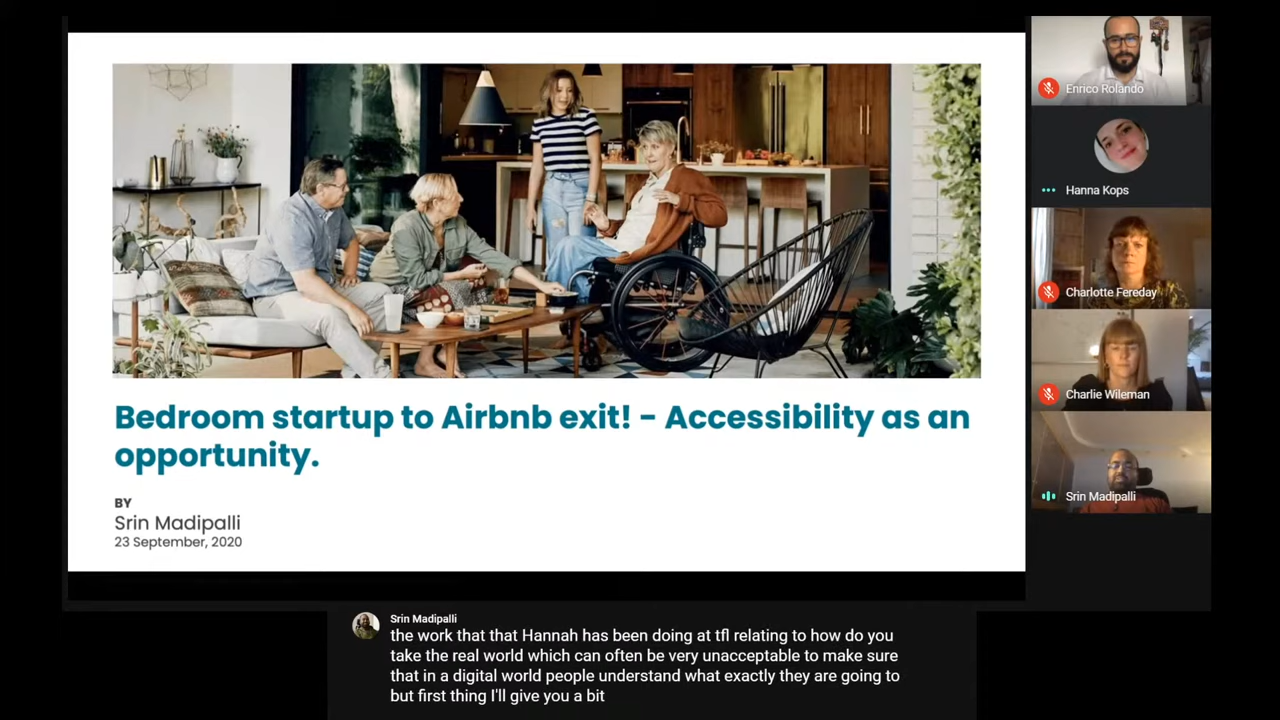 Bedroom startup to Airbnb exit! - Accessibility as an
opportunity.
BY
Srin Madipalli
23 September, 2020
Enrico Rolando
Hanna Kops
Charlotte Fereday
Charlie Wileman
Srin Madipalli
Srin Madipalli
the work that that Hannah has been doing at tfl relating to how do you
take the real world which can often be very unacceptable to make sure
that in a digital world people understand what exactly they are going to
but first thing I'll give you a bit